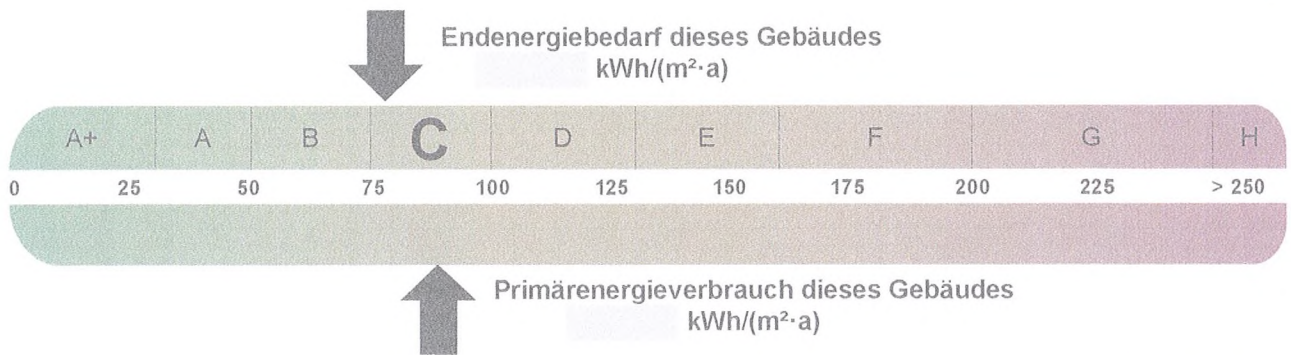 Endenergiebedarf dieses Gebäudes
kWh/(m²·a)
A+ A B C D E F G H
0 25 50 75 100 125 150 175 200 225 > 250
Primärenergieverbrauch dieses Gebäudes
kWh/(m²·a)